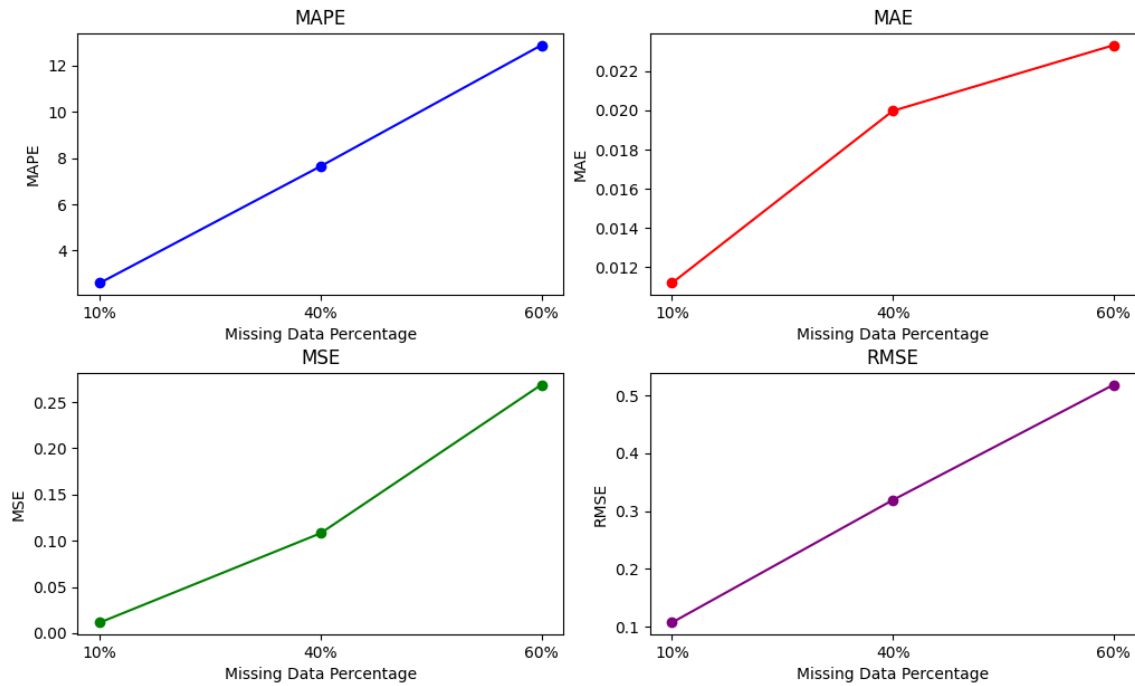 MAPE
MAPE
12
10
8
6
4
10% 40% 60%
Missing Data Percentage
MAE
MAE
0.022
0.020
0.018
0.016
0.014
0.012
10% 40% 60%
Missing Data Percentage
MSE
MSE
0.25
0.20
0.15
0.10
0.05
0.00
10% 40% 60%
Missing Data Percentage
RMSE
RMSE
0.5
0.4
0.3
0.2
0.1
10% 40% 60%
Missing Data Percentage